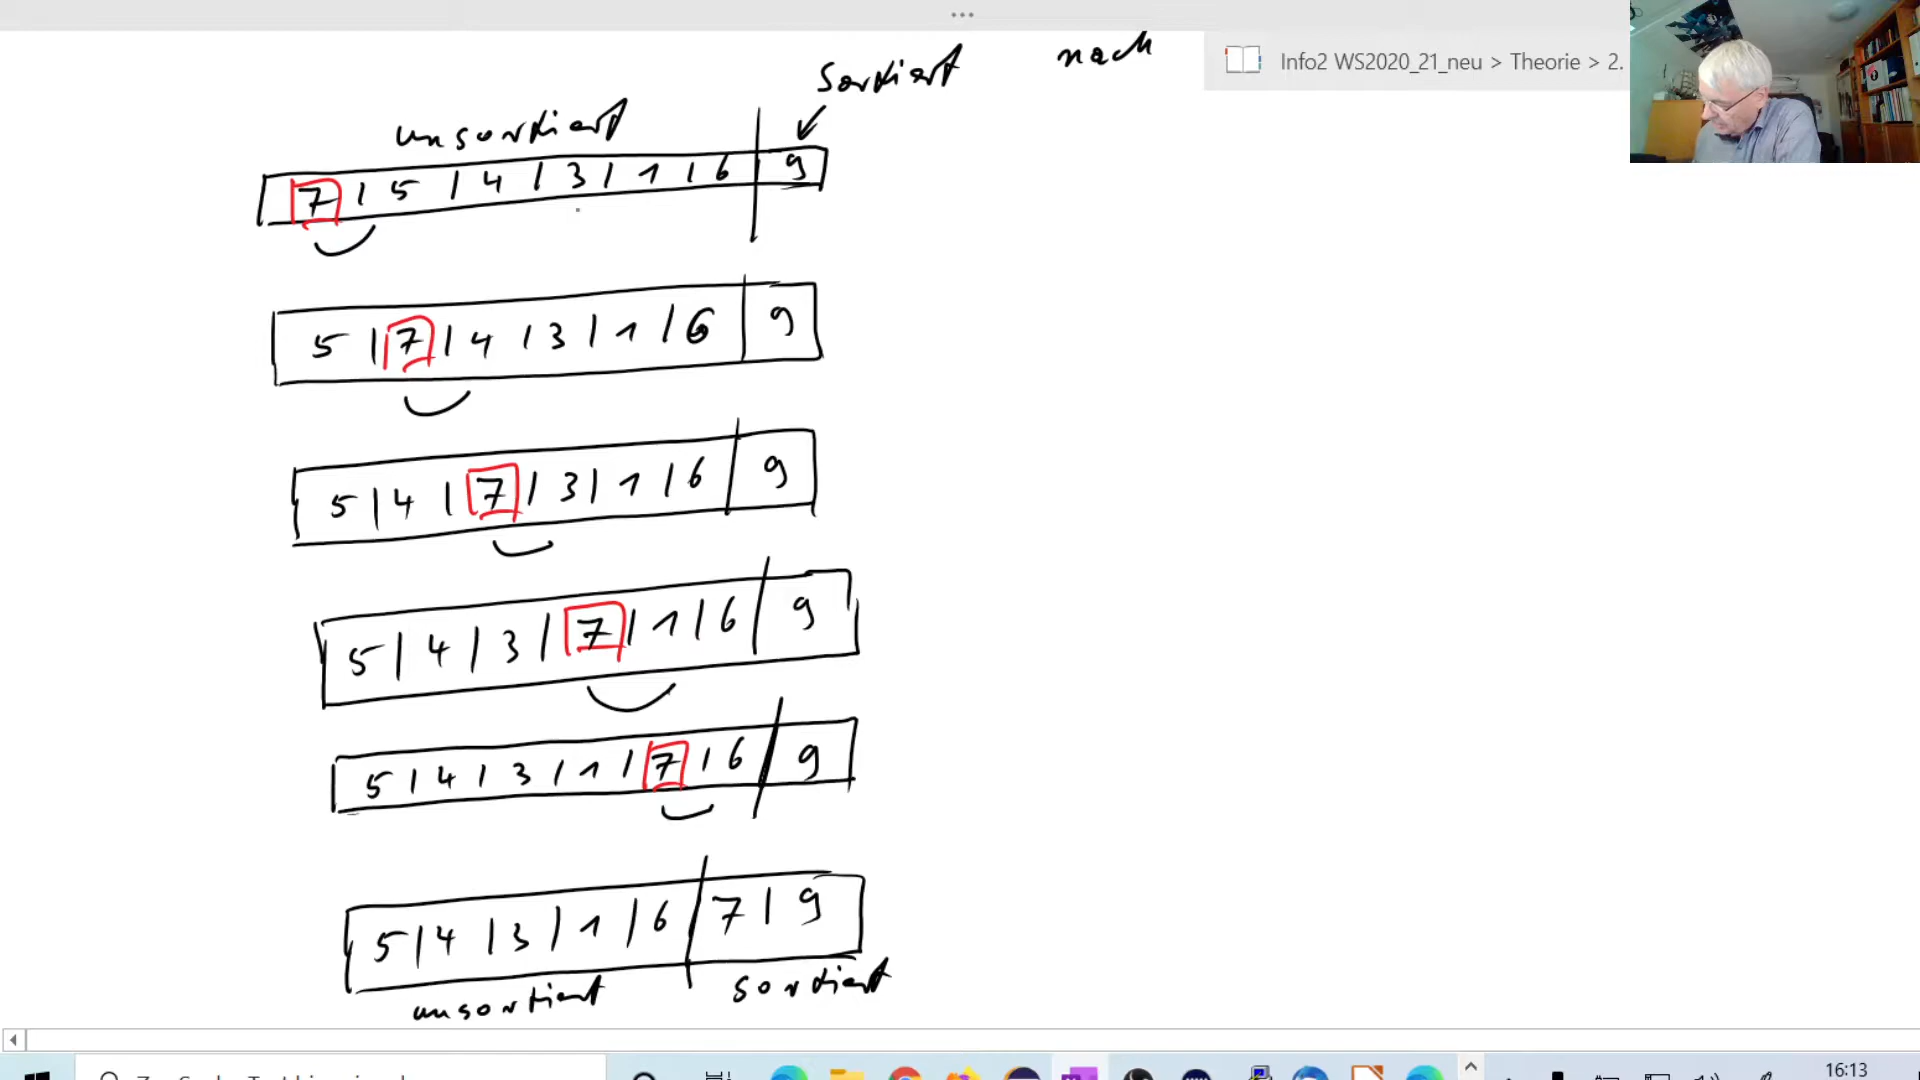 sortiert nach
Info2 WS2020_21_neu > Theorie > 2.
unsortiert
7 | 5 | 4 | 3 | 1 | 6 | 9
5 | 7 | 4 | 3 | 1 | 6 | 9
5 | 4 | 7 | 3 | 1 | 6 | 9
5 | 4 | 3 | 7 | 1 | 6 | 9
5 | 4 | 3 | 1 | 7 | 6 | 9
5 | 4 | 3 | 1 | 6 | 7 | 9
unsortiert sortiert
16:13